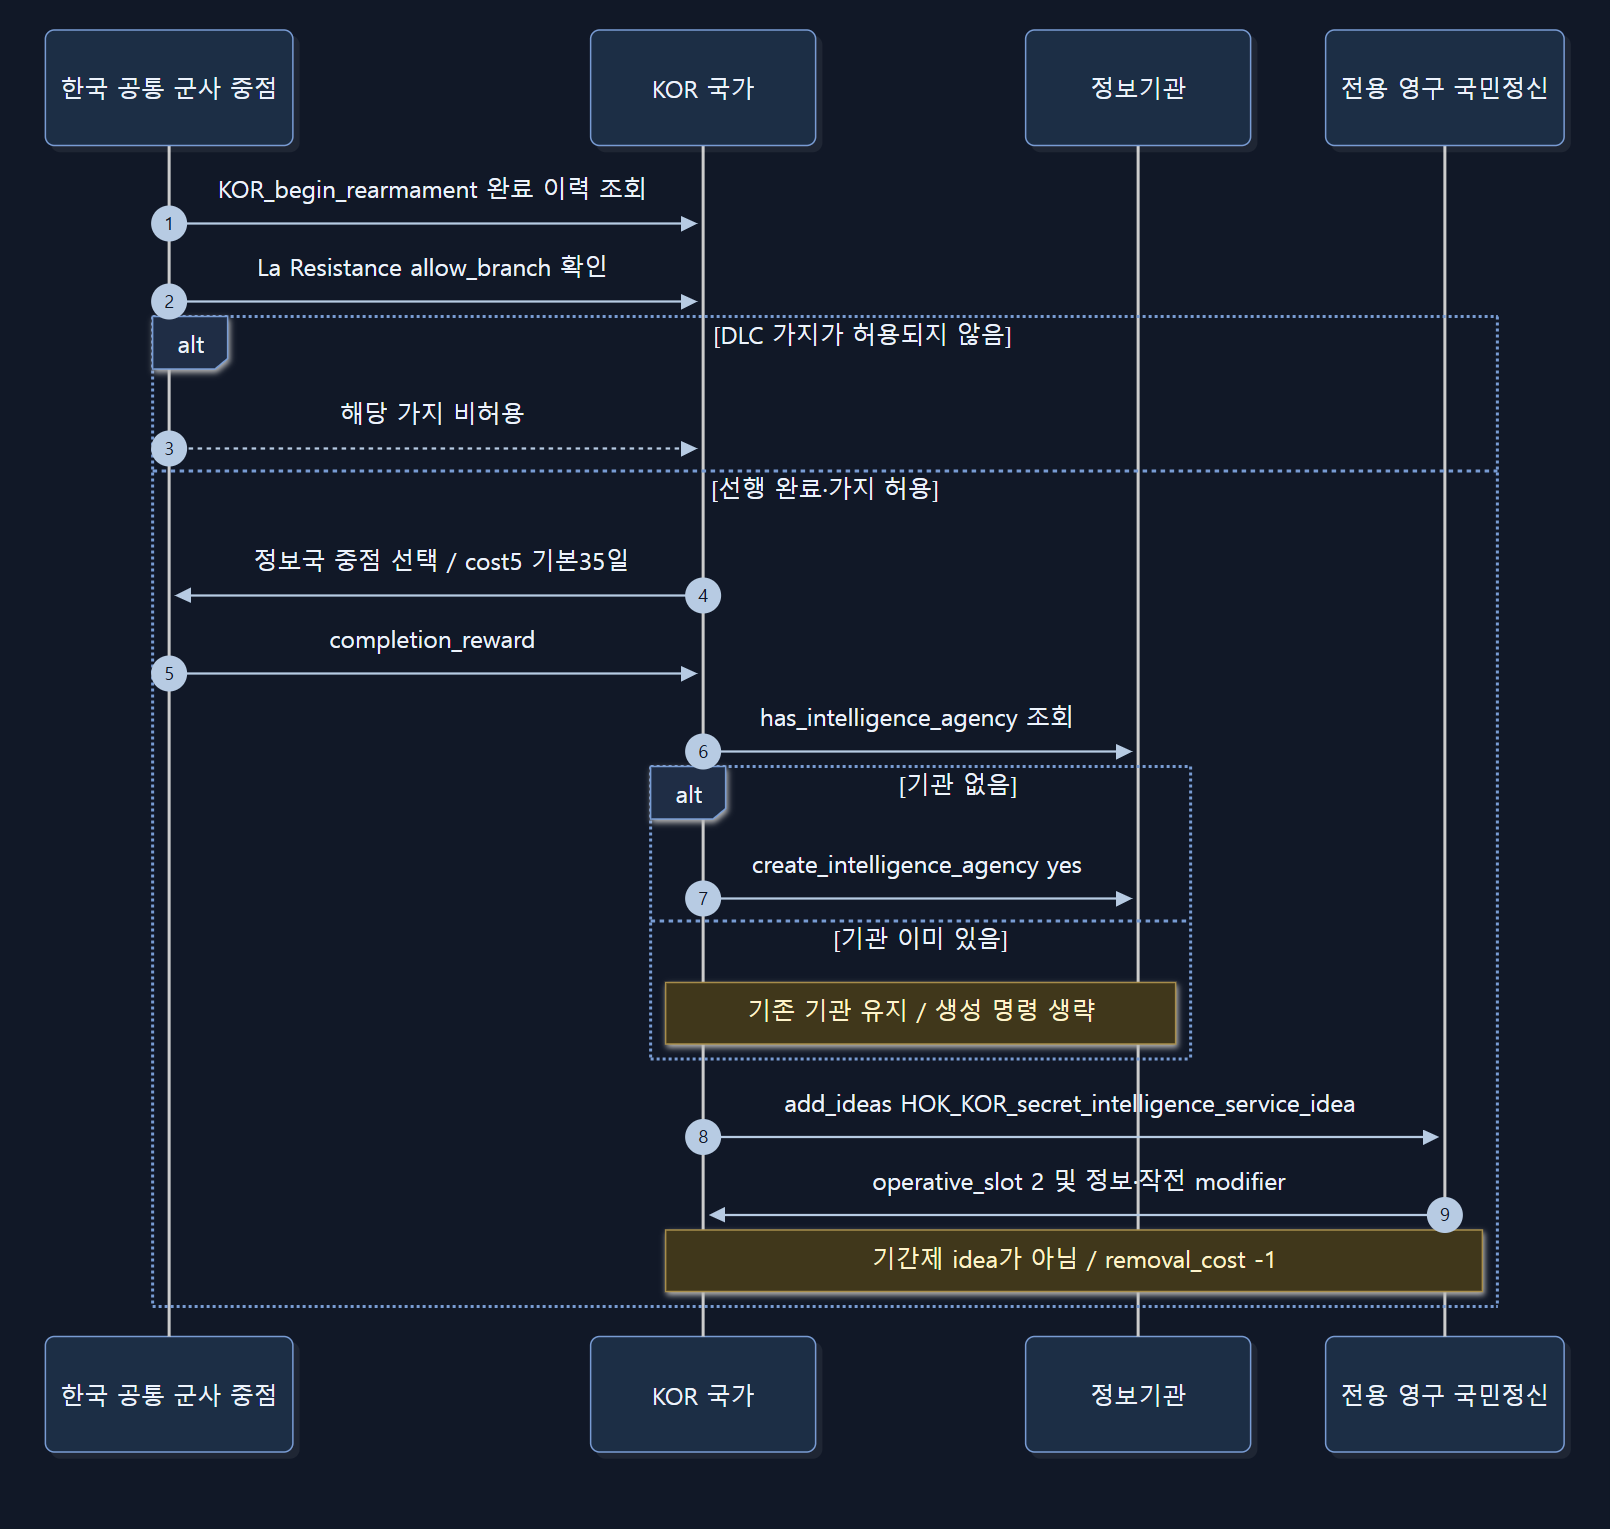 한국 공통 군사 중점
KOR 국가
정보기관
전용 영구 국민정신
KOR_begin_rearmament 완료 이력 조회
1
La Resistance allow_branch 확인
2
alt
[DLC 가지가 허용되지 않음]
해당 가지 비허용
3
[선행 완료·가지 허용]
정보국 중점 선택 / cost5 기본35일
4
completion_reward
5
has_intelligence_agency 조회
6
alt
[기관 없음]
create_intelligence_agency yes
7
[기관 이미 있음]
기존 기관 유지 / 생성 명령 생략
add_ideas HOK_KOR_secret_intelligence_service_idea
8
operative_slot 2 및 정보·작전 modifier
9
기간제 idea가 아님 / removal_cost -1
한국 공통 군사 중점
KOR 국가
정보기관
전용 영구 국민정신